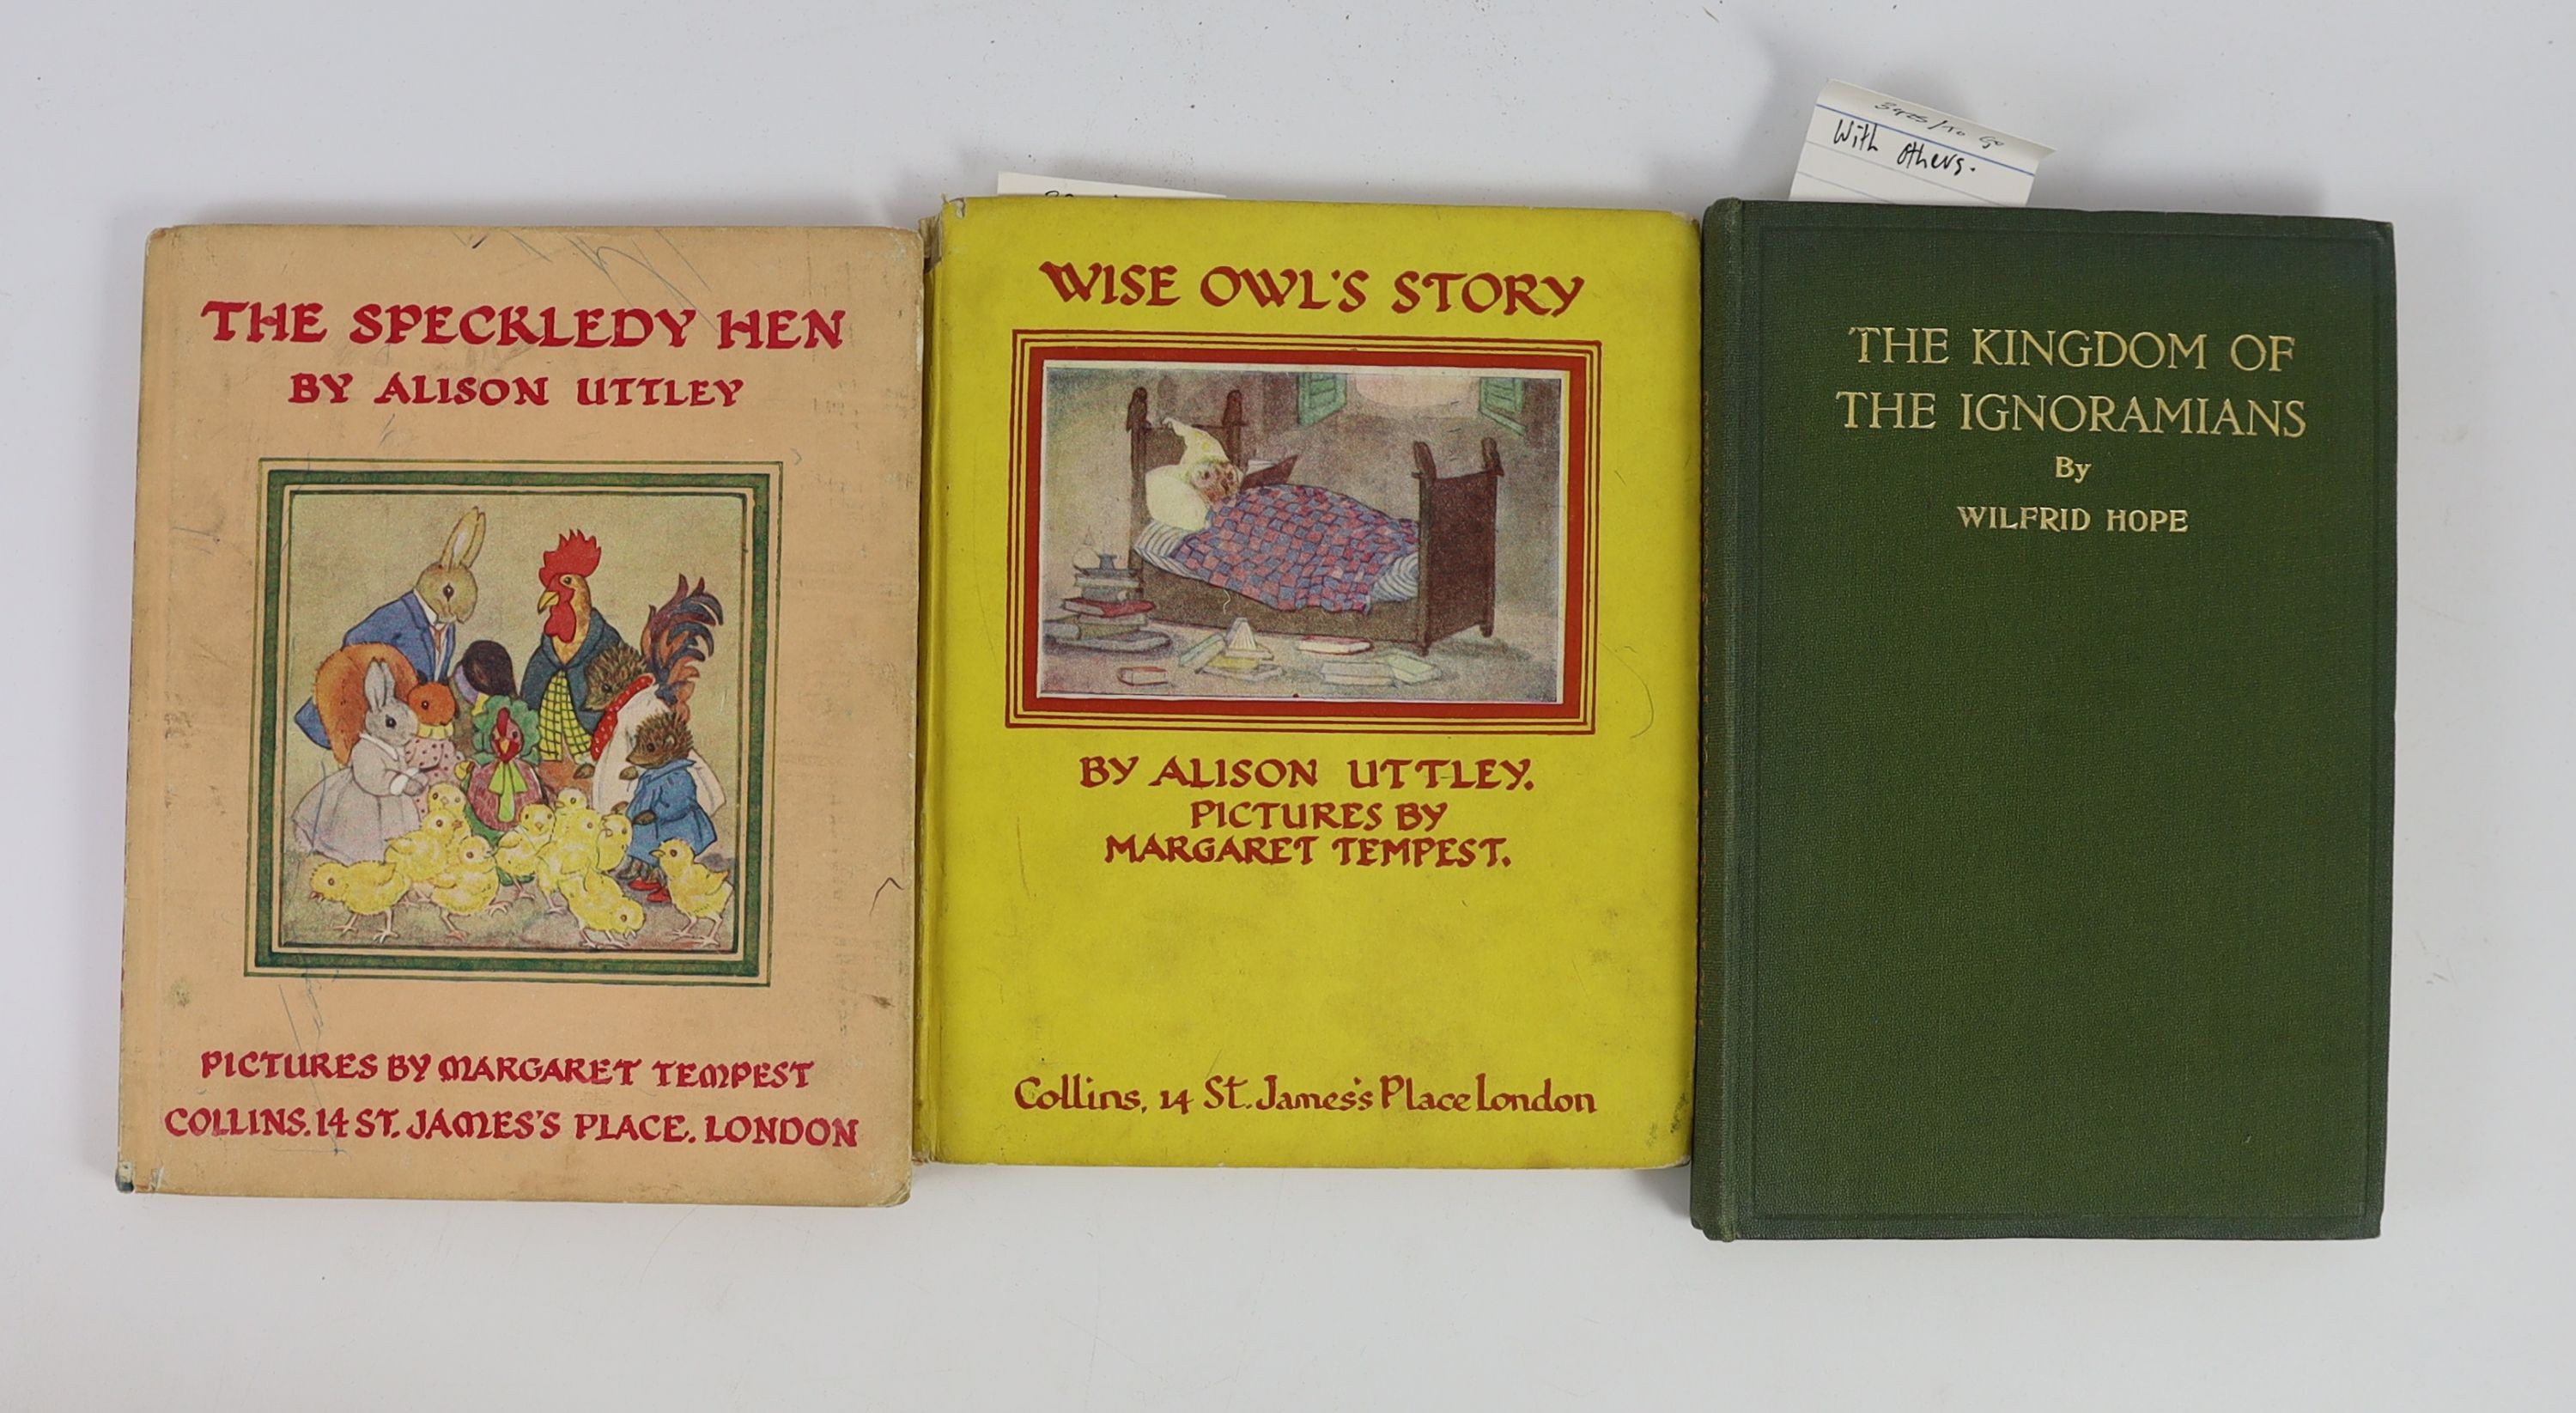 THE SPECKLEDY HEN
BY ALISON UTTLEY
PICTURES BY MARGARET TEMPEST
COLLINS. 14 ST. JAMES'S PLACE. LONDON
WISE OWL'S STORY
BY ALISON UTTLEY.
PICTURES BY
MARGARET TEMPEST.
Collins, 14 St. James's Place London
With others.
THE KINGDOM OF
THE IGNORAMIANS
By
WILFRID HOPE